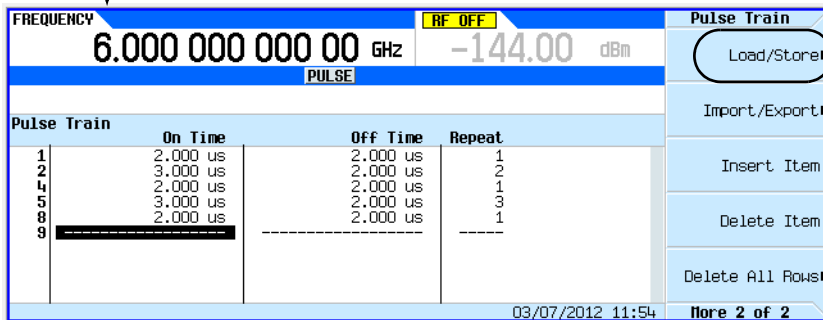 FREQUENCY
RF OFF
6.000 000 000 00 GHz
-144.00 dBm
PULSE
Pulse Train
On Time Off Time Repeat
1 2.000 us 2.000 us 1
2 3.000 us 2.000 us 2
4 2.000 us 2.000 us 1
5 3.000 us 2.000 us 3
8 2.000 us 2.000 us 1
9 ------------------ ------------------ -----
03/07/2012 11:54
Pulse Train
Load/Store
Import/Export
Insert Item
Delete Item
Delete All Rows
More 2 of 2